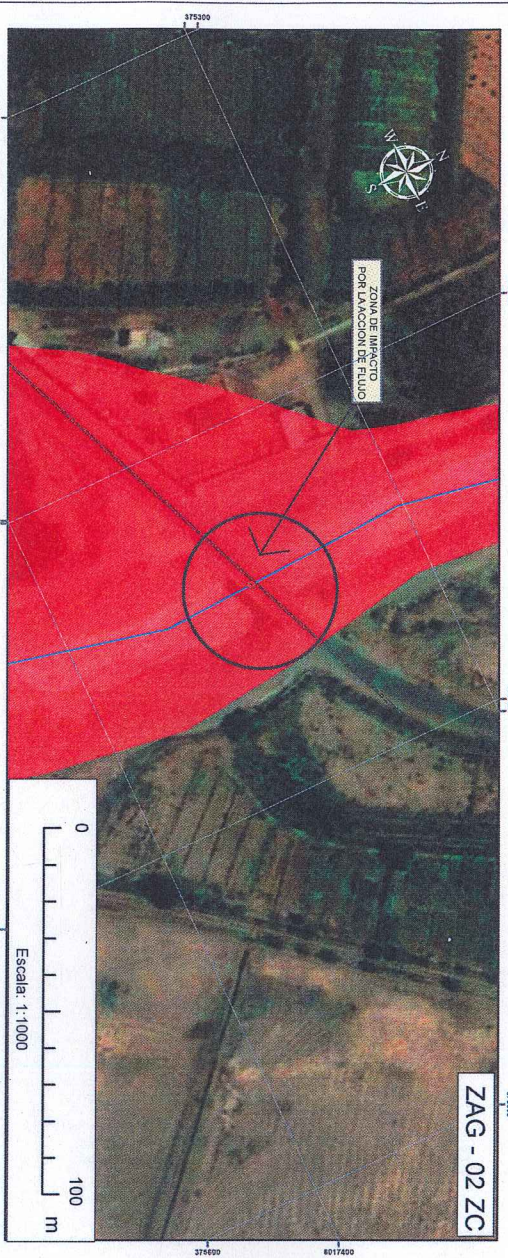 375300
W
N
S
E
ZONA DE IMPACTO
POR LA ACCION DE FLUJO
ZAG - 02 ZC
0
100
m
Escala: 1:1000
375600
8017400